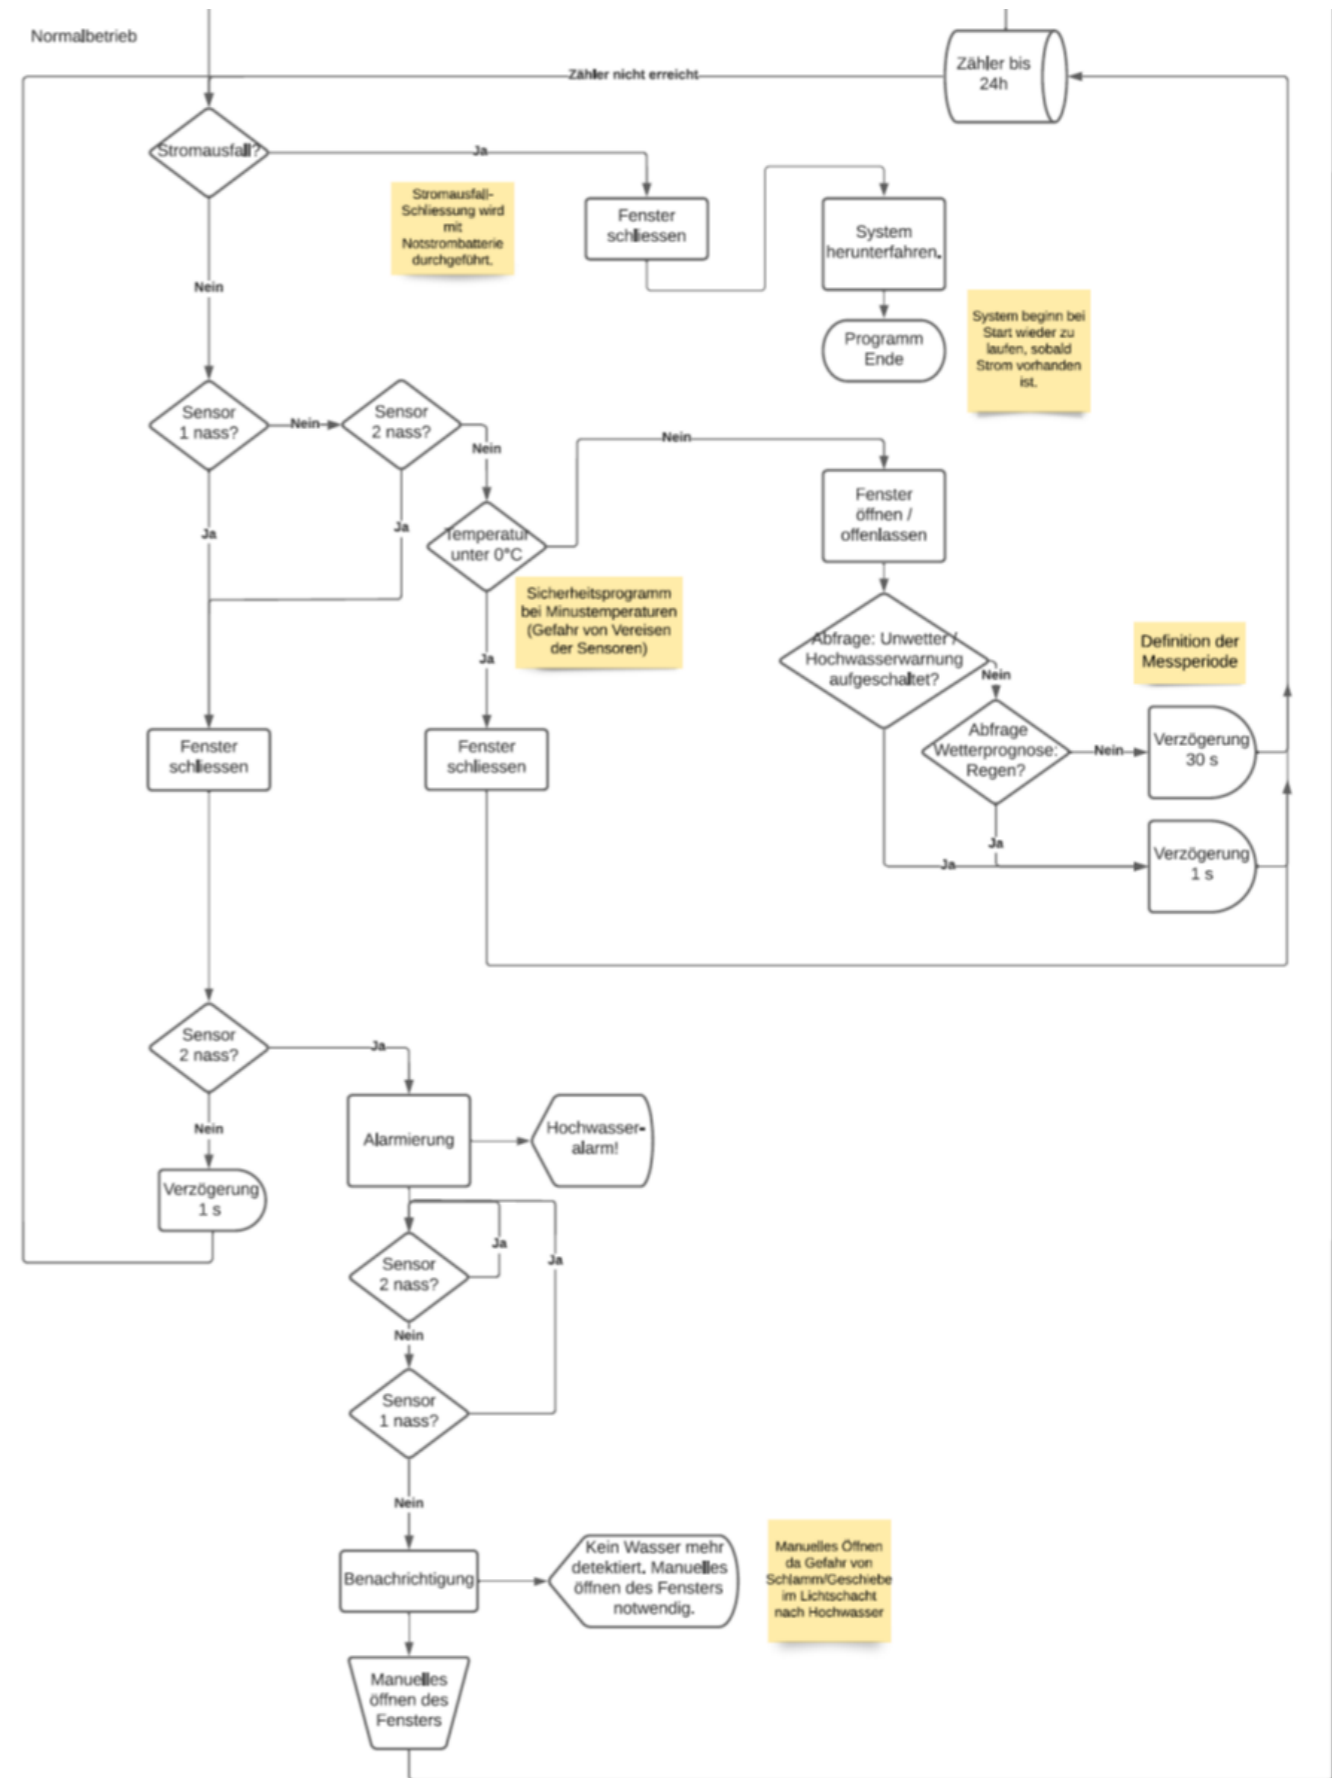 Normalbetrieb
Zähler bis
24h
Zähler nicht erreicht
Stromausfall?
Ja
Stromausfall-
Schliessung wird
mit
Notstrombatterie
durchgeführt.
Fenster
schliessen
System
herunterfahren.
Nein
Programm
Ende
System beginn bei
Start wieder zu
laufen, sobald
Strom vorhanden
ist.
Sensor
1 nass?
Nein
Sensor
2 nass?
Nein
Nein
Ja
Ja
Temperatur
unter 0°C
Fenster
öffnen /
offenlassen
Sicherheitsprogramm
bei Minustemperaturen
(Gefahr von Vereisen
der Sensoren)
Ja
Abfrage: Unwetter /
Hochwasserwarnung
aufgeschaltet?
Nein
Definition der
Messperiode
Fenster
schliessen
Fenster
schliessen
Abfrage
Wetterprognose:
Regen?
Nein
Verzögerung
30 s
Ja
Ja
Verzögerung
1 s
Sensor
2 nass?
Ja
Nein
Alarmierung
Hochwasser-
alarm!
Verzögerung
1 s
Sensor
2 nass?
Ja
Ja
Nein
Sensor
1 nass?
Nein
Benachrichtigung
Kein Wasser mehr
detektiert. Manuelles
öffnen des Fensters
notwendig.
Manuelles Öffnen
da Gefahr von
Schlamm/Geschiebe
im Lichtschacht
nach Hochwasser
Manuelles
öffnen des
Fensters